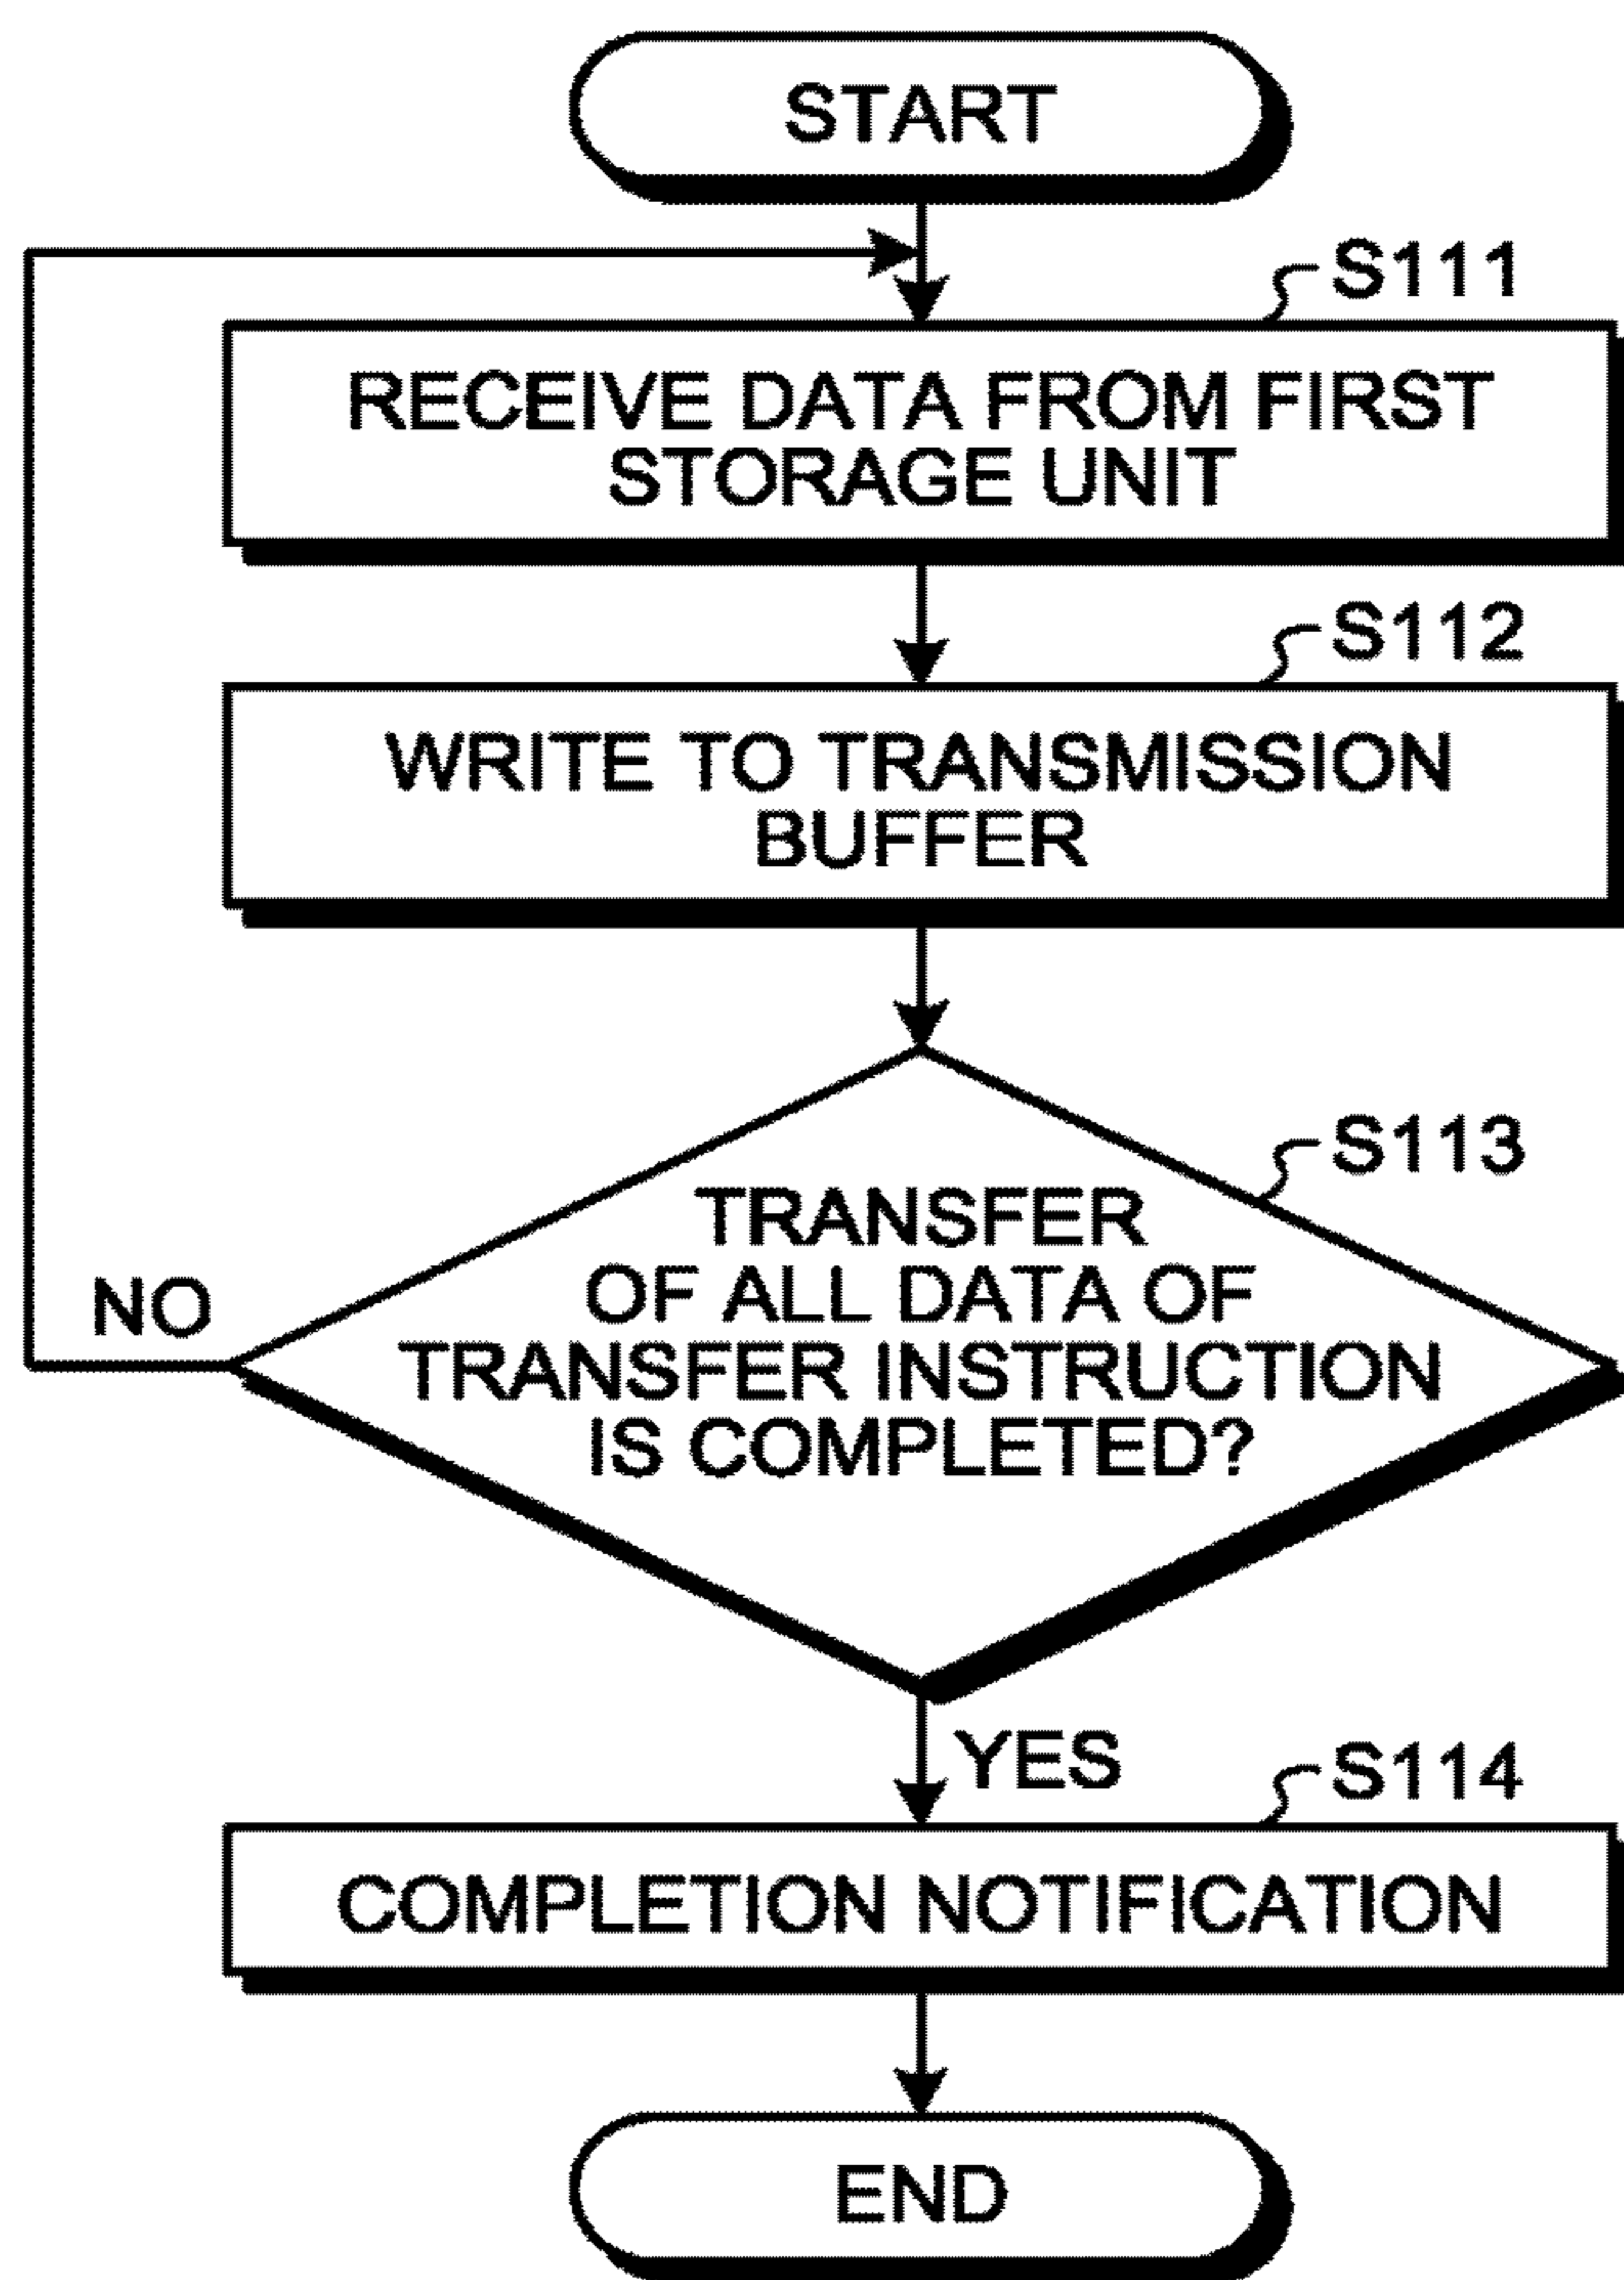 START
S111
RECEIVE DATA FROM FIRST
STORAGE UNIT
S112
WRITE TO TRANSMISSION
BUFFER
S113
TRANSFER
OF ALL DATA OF
TRANSFER INSTRUCTION
IS COMPLETED?
NO
YES
S114
COMPLETION NOTIFICATION
END